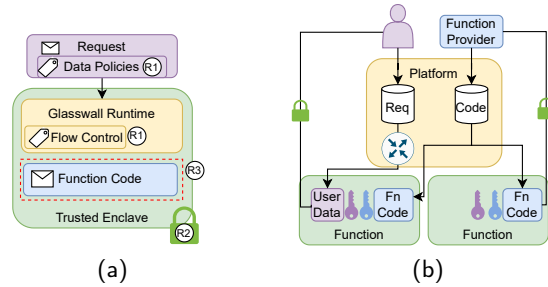 Request
Data Policies
R1
Glasswall Runtime
Flow Control
R1
Function Code
R3
Trusted Enclave
R2
(a)
Function
Provider
Platform
Req
Code
User
Data
Fn
Code
Function
Fn
Code
Function
(b)